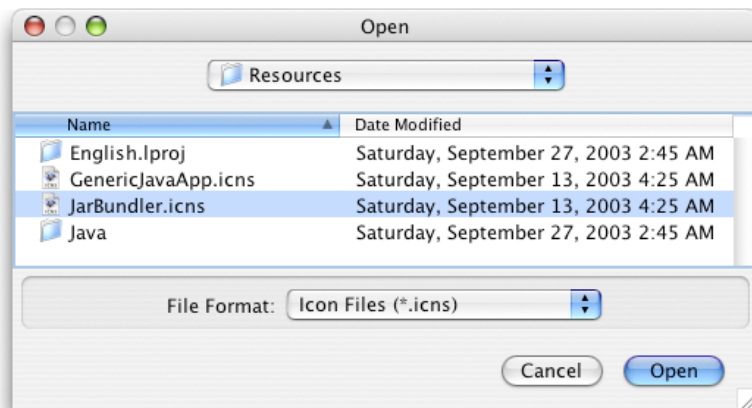 Open
Resources
Name Date Modified
English.lproj Saturday, September 27, 2003 2:45 AM
GenericJavaApp.icns Saturday, September 13, 2003 4:25 AM
JarBundler.icns Saturday, September 13, 2003 4:25 AM
Java Saturday, September 27, 2003 2:45 AM
File Format: Icon Files (*.icns)
Cancel Open